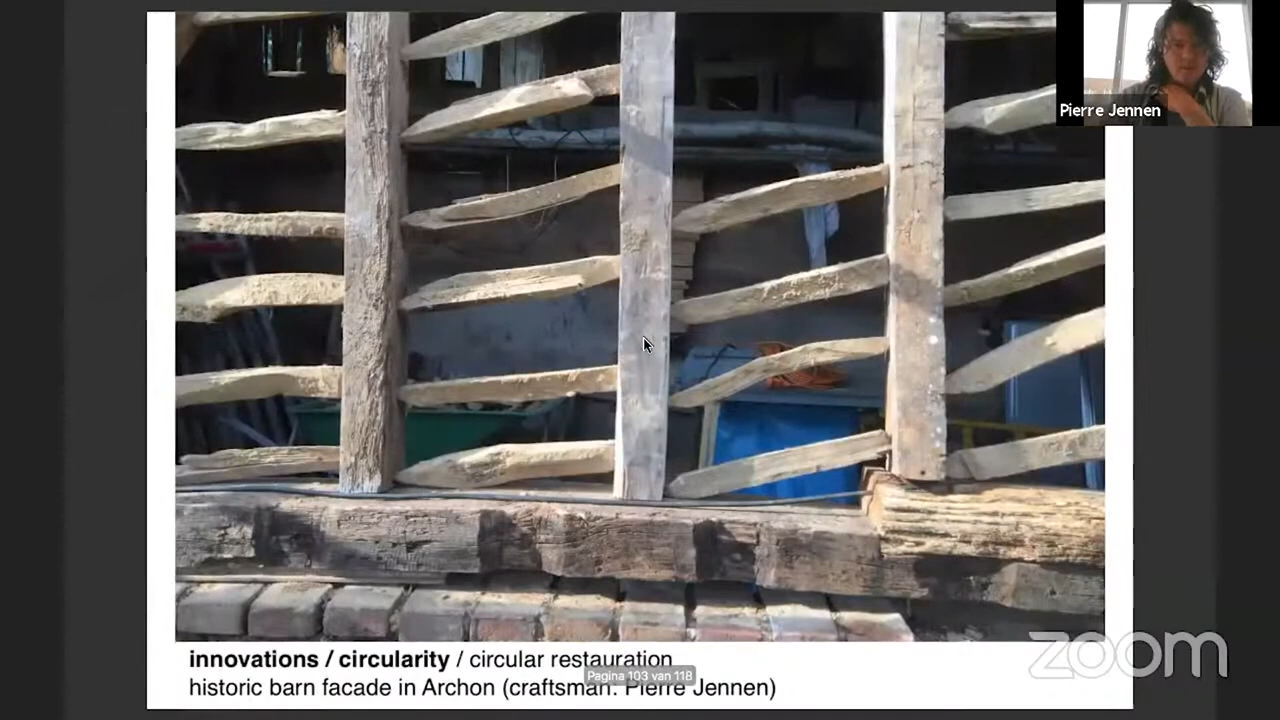 Pierre Jennen
innovations / circularity / circular restauration
Pagina 103 van 118
historic barn facade in Archon (craftsman: Pierre Jennen)
zoom